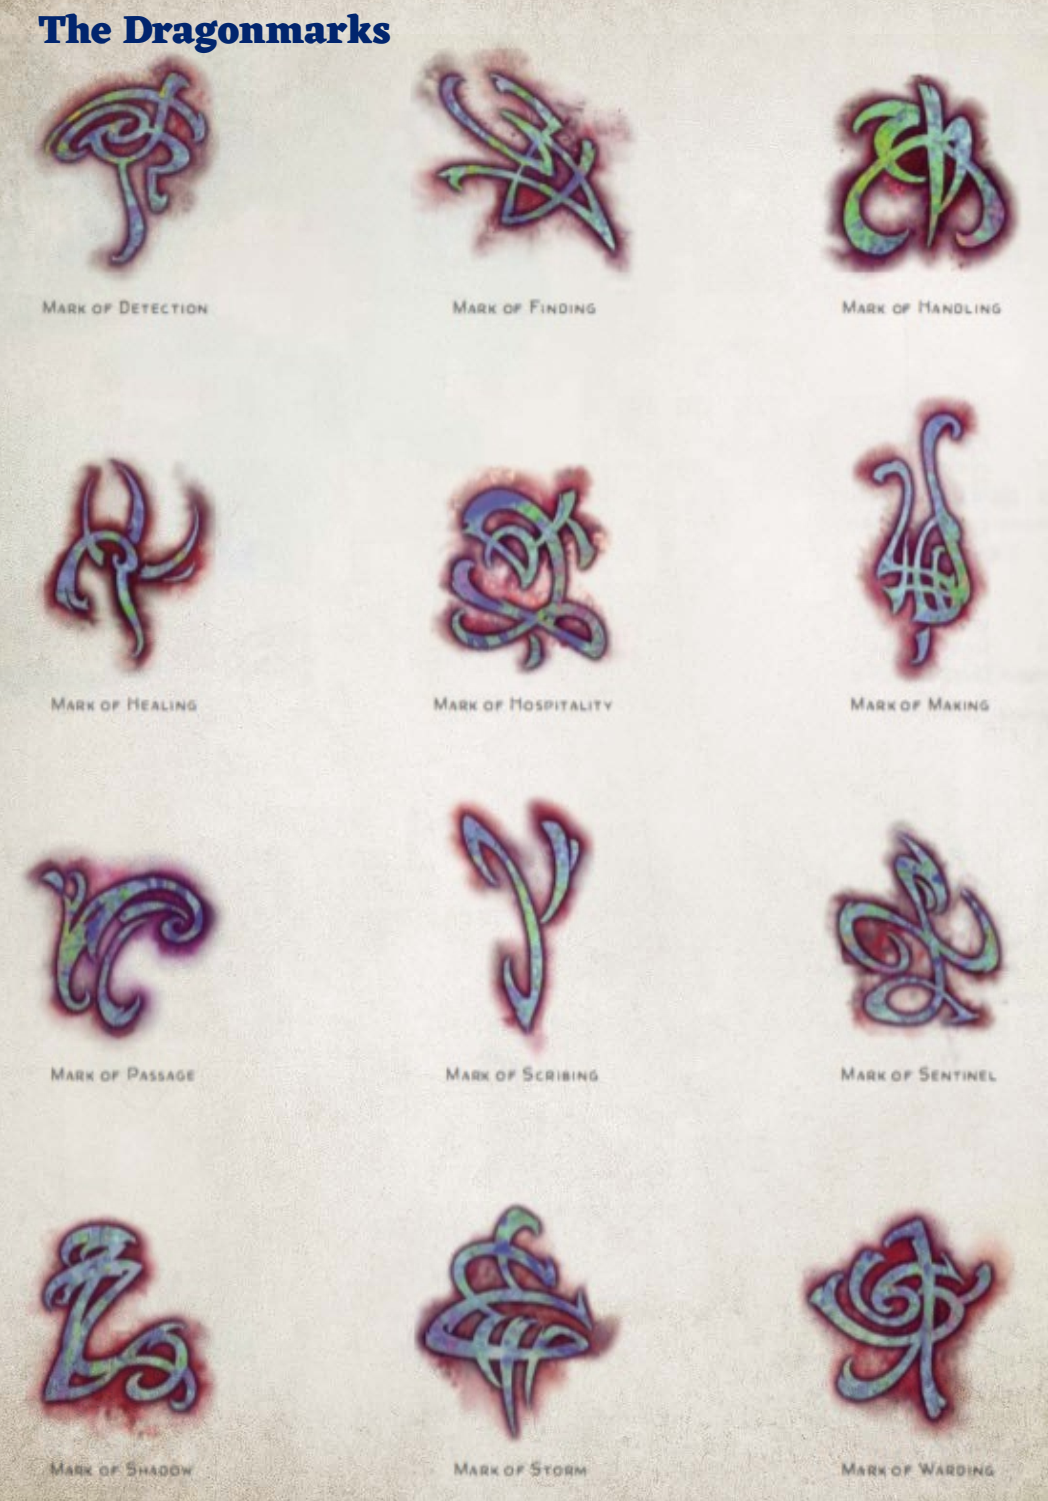 The Dragonmarks
Mark of Detection
Mark of Finding
Mark of Handling
Mark of Healing
Mark of Hospitality
Mark of Making
Mark of Passage
Mark of Scribing
Mark of Sentinel
Mark of Shadow
Mark of Storm
Mark of Warding